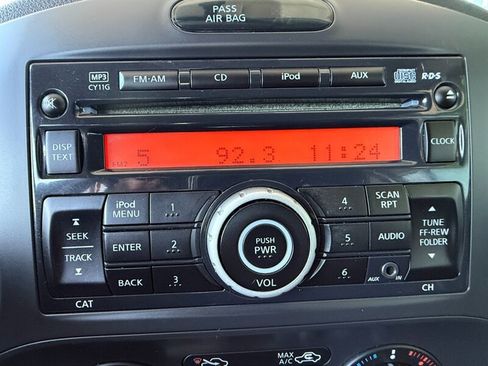 PASS
AIR BAG
MP3
CY11G
FM·AM
CD
iPod
AUX
RDS
DISP
TEXT
FM2 5 92.3 11:24
CLOCK
iPod
MENU
1
4
SCAN
RPT
SEEK
TRACK
ENTER
2
PUSH
PWR
VOL
5
AUDIO
TUNE
FF·REW
FOLDER
BACK
3
6
AUX IN
CAT
CH
MAX
A/C